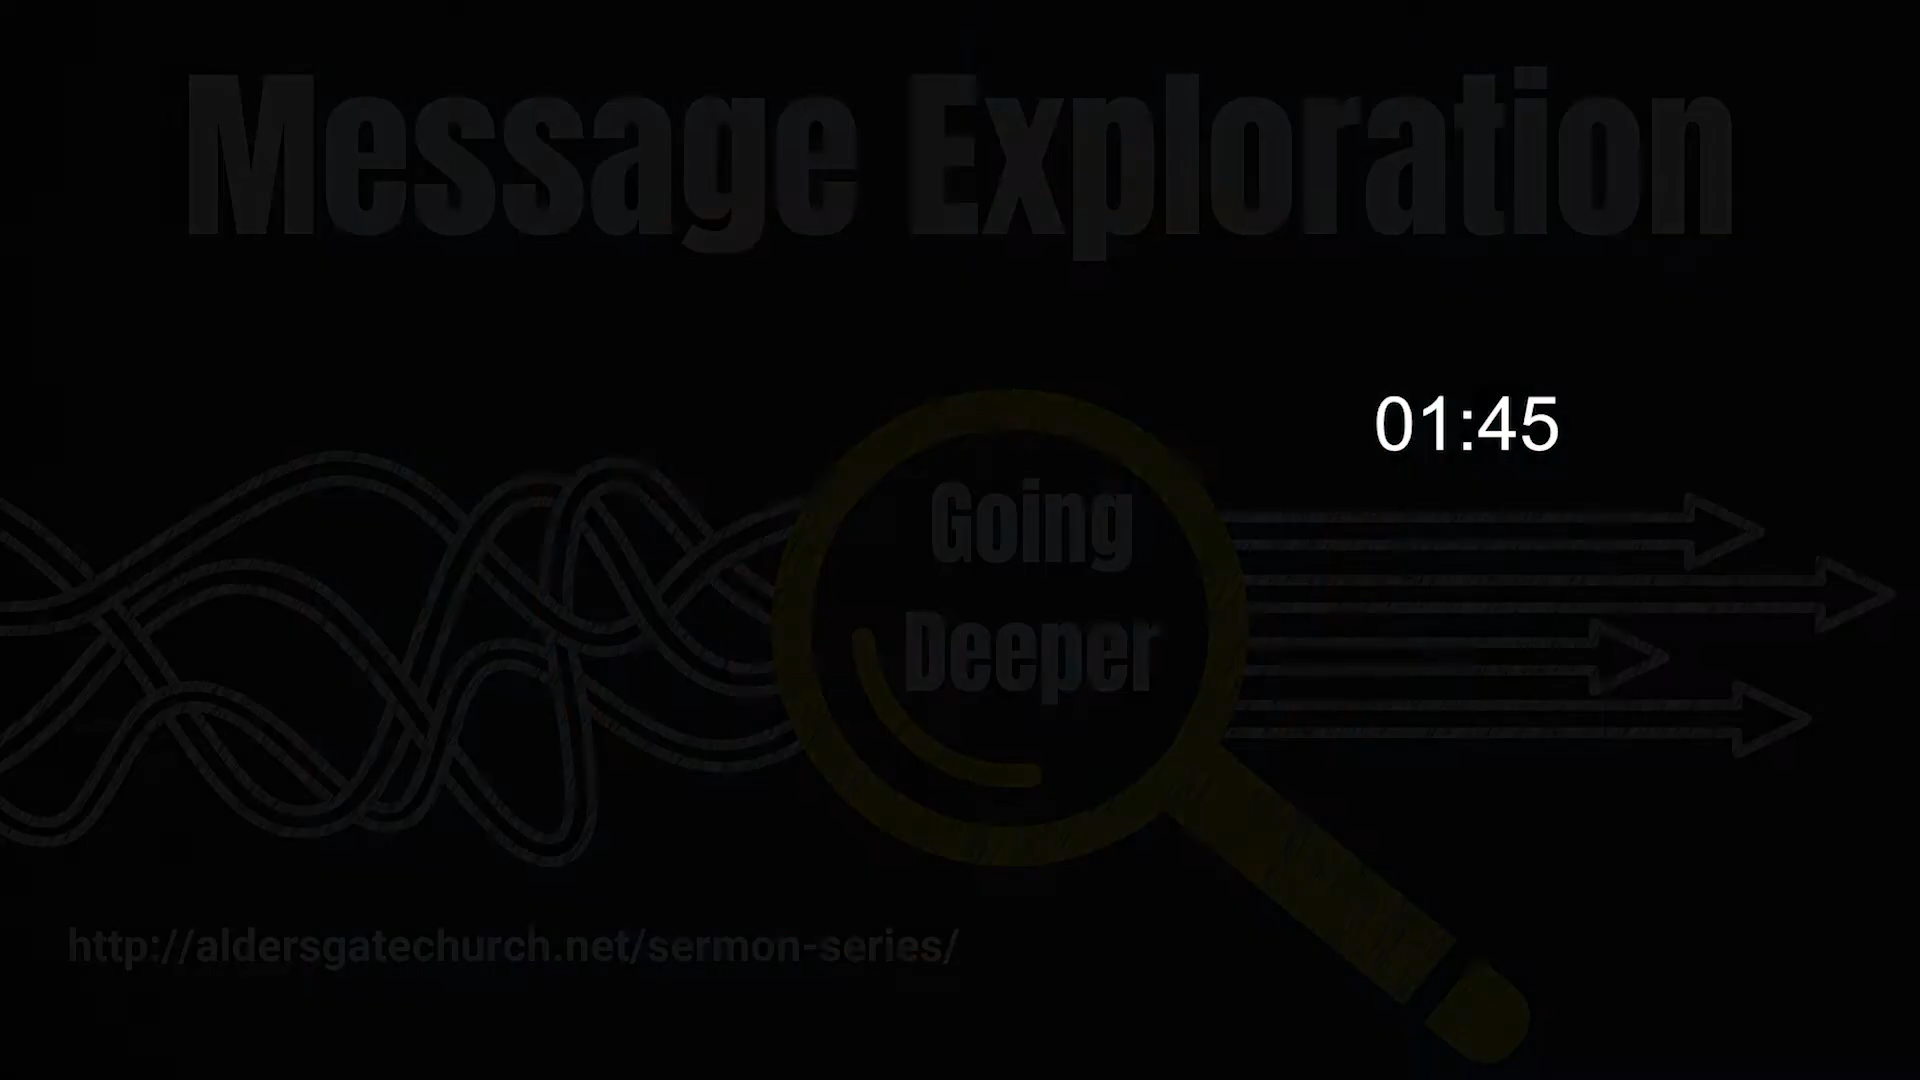 Message Exploration
01:45
Going
Deeper
http://aldersgatechurch.net/sermon-series/